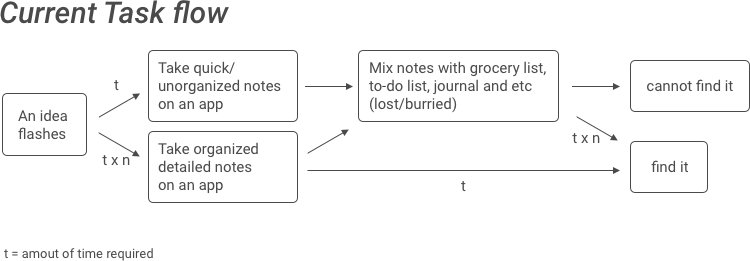 Current Task flow
An idea
flashes
t
t x n
Take quick/
unorganized notes
on an app
Take organized
detailed notes
on an app
Mix notes with grocery list,
to-do list, journal and etc
(lost/burried)
t x n
t
cannot find it
find it
t = amout of time required